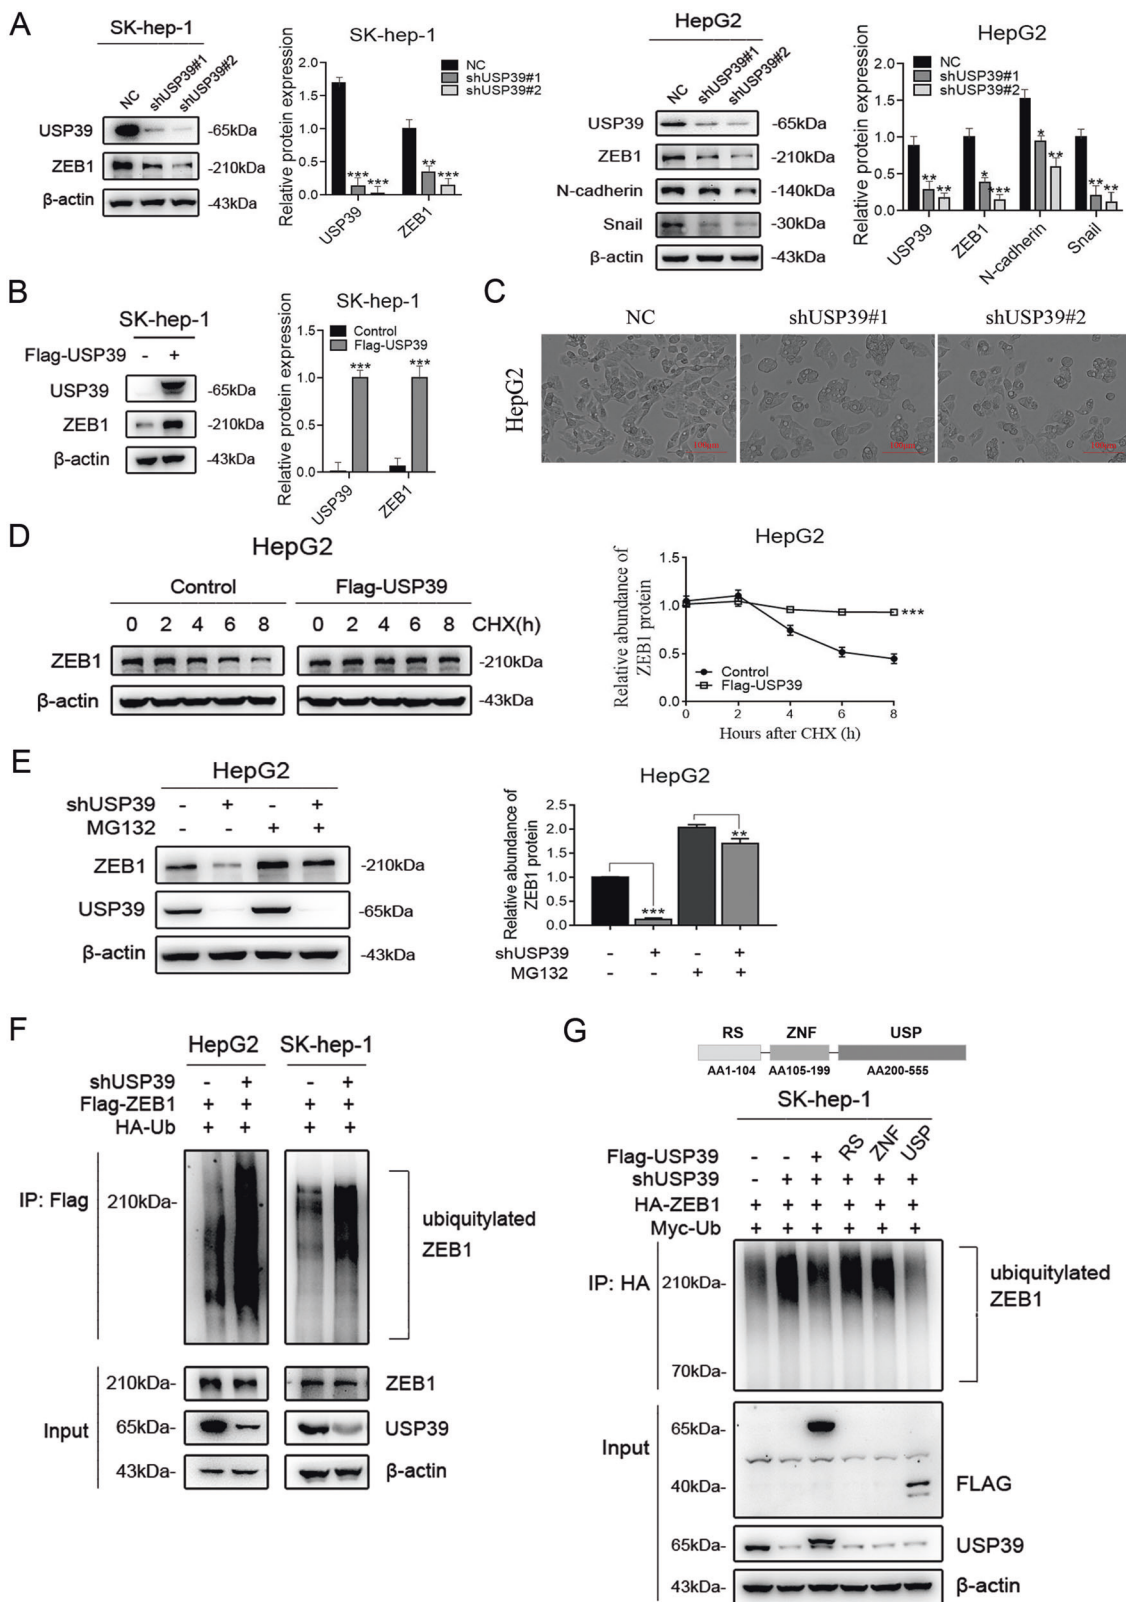 A
SK-hep-1
NC shUSP39#1 shUSP39#2
USP39 -65kDa
ZEB1 -210kDa
β-actin -43kDa
SK-hep-1
Relative protein expression
2.0
1.5
1.0
0.5
0.0
NC
shUSP39#1
shUSP39#2
*** *** ** ***
USP39 ZEB1
HepG2
NC shUSP39#1 shUSP39#2
USP39 -65kDa
ZEB1 -210kDa
N-cadherin -140kDa
Snail -30kDa
β-actin -43kDa
HepG2
Relative protein expression
2.0
1.5
1.0
0.5
0.0
NC
shUSP39#1
shUSP39#2
** ** * *** * ** ** **
USP39 ZEB1 N-cadherin Snail
B
SK-hep-1
Flag-USP39 - +
USP39 -65kDa
ZEB1 -210kDa
β-actin -43kDa
SK-hep-1
Relative protein expression
1.5
1.0
0.5
0.0
Control
Flag-USP39
*** ***
USP39 ZEB1
C
NC shUSP39#1 shUSP39#2
HepG2
100μm 100μm 100μm
D
HepG2
Control Flag-USP39
0 2 4 6 8 0 2 4 6 8 CHX(h)
ZEB1 -210kDa
β-actin -43kDa
HepG2
Relative abundance of
ZEB1 protein
1.5
1.0
0.5
0.0
***
Control
Flag-USP39
0 2 4 6 8
Hours after CHX (h)
E
HepG2
shUSP39 - + - +
MG132 - - + +
ZEB1 -210kDa
USP39 -65kDa
β-actin -43kDa
HepG2
Relative abundance of
ZEB1 protein
2.5
2.0
1.5
1.0
0.5
0.0
*** **
shUSP39 - + - +
MG132 - - + +
F
HepG2 SK-hep-1
shUSP39 - + - +
Flag-ZEB1 + + + +
HA-Ub + + + +
IP: Flag
210kDa-
ubiquitylated
ZEB1
Input
210kDa- ZEB1
65kDa- USP39
43kDa- β-actin
G
RS ZNF USP
AA1-104 AA105-199 AA200-555
SK-hep-1
Flag-USP39 - - + RS ZNF USP
shUSP39 - + + + + +
HA-ZEB1 + + + + + +
Myc-Ub + + + + + +
IP: HA
210kDa-
70kDa-
ubiquitylated
ZEB1
Input
65kDa-
40kDa- FLAG
65kDa- USP39
43kDa- β-actin